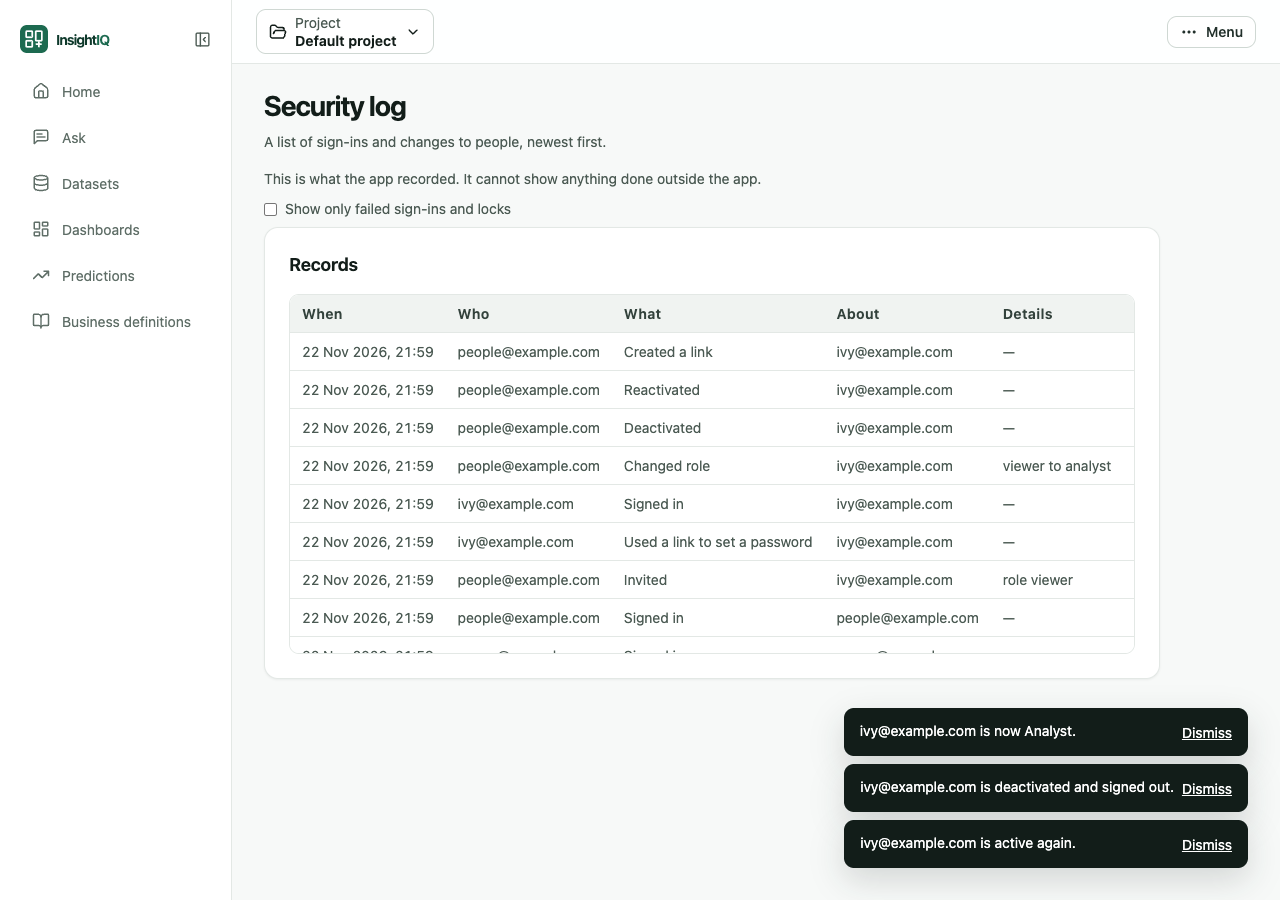 InsightIQ
Home
Ask
Datasets
Dashboards
Predictions
Business definitions
Project
Default project
Menu
Security log
A list of sign-ins and changes to people, newest first.
This is what the app recorded. It cannot show anything done outside the app.
Show only failed sign-ins and locks
Records
When Who What About Details
22 Nov 2026, 21:59 people@example.com Created a link ivy@example.com —
22 Nov 2026, 21:59 people@example.com Reactivated ivy@example.com —
22 Nov 2026, 21:59 people@example.com Deactivated ivy@example.com —
22 Nov 2026, 21:59 people@example.com Changed role ivy@example.com viewer to analyst
22 Nov 2026, 21:59 ivy@example.com Signed in ivy@example.com —
22 Nov 2026, 21:59 ivy@example.com Used a link to set a password ivy@example.com —
22 Nov 2026, 21:59 people@example.com Invited ivy@example.com role viewer
22 Nov 2026, 21:59 people@example.com Signed in people@example.com —
ivy@example.com is now Analyst. Dismiss
ivy@example.com is deactivated and signed out. Dismiss
ivy@example.com is active again. Dismiss